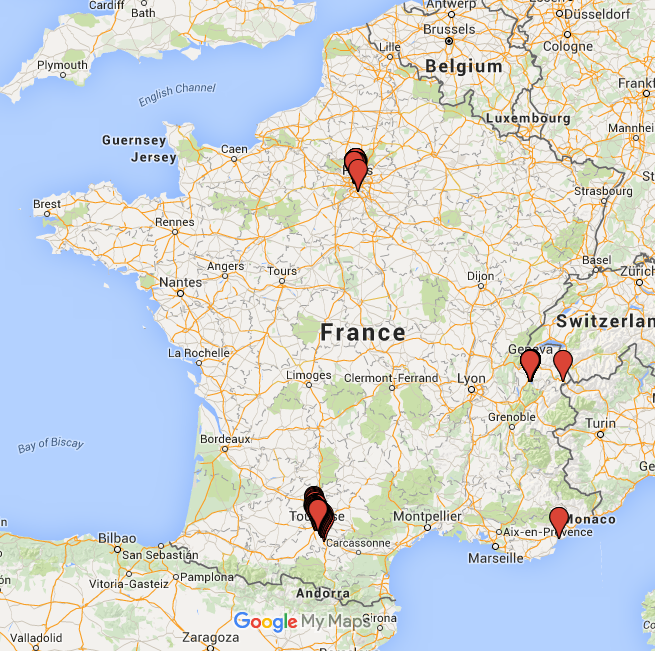 Cardiff
Bath
Antwerp
Düsseldorf
Brussels
Lille
Cologne
Plymouth
Belgium
English Channel
Frankf
Luxembourg
Mannhei
Guernsey
Jersey
Caen
Strasbourg
Brest
Rennes
Basel
Zürich
Angers
Tours
Dijon
Nantes
France
Switzerlan
Geneva
La Rochelle
Limoges
Clermont-Ferrand
Lyon
Grenoble
Turin
Bordeaux
Bay of Biscay
Ge
Montpellier
Monaco
Aix-en-Provence
Carcassonne
Marseille
Bilbao
San Sebastián
Vitoria-Gasteiz
Pamplona
Andorra
Google My Maps
Girona
Valladolid
Zaragoza